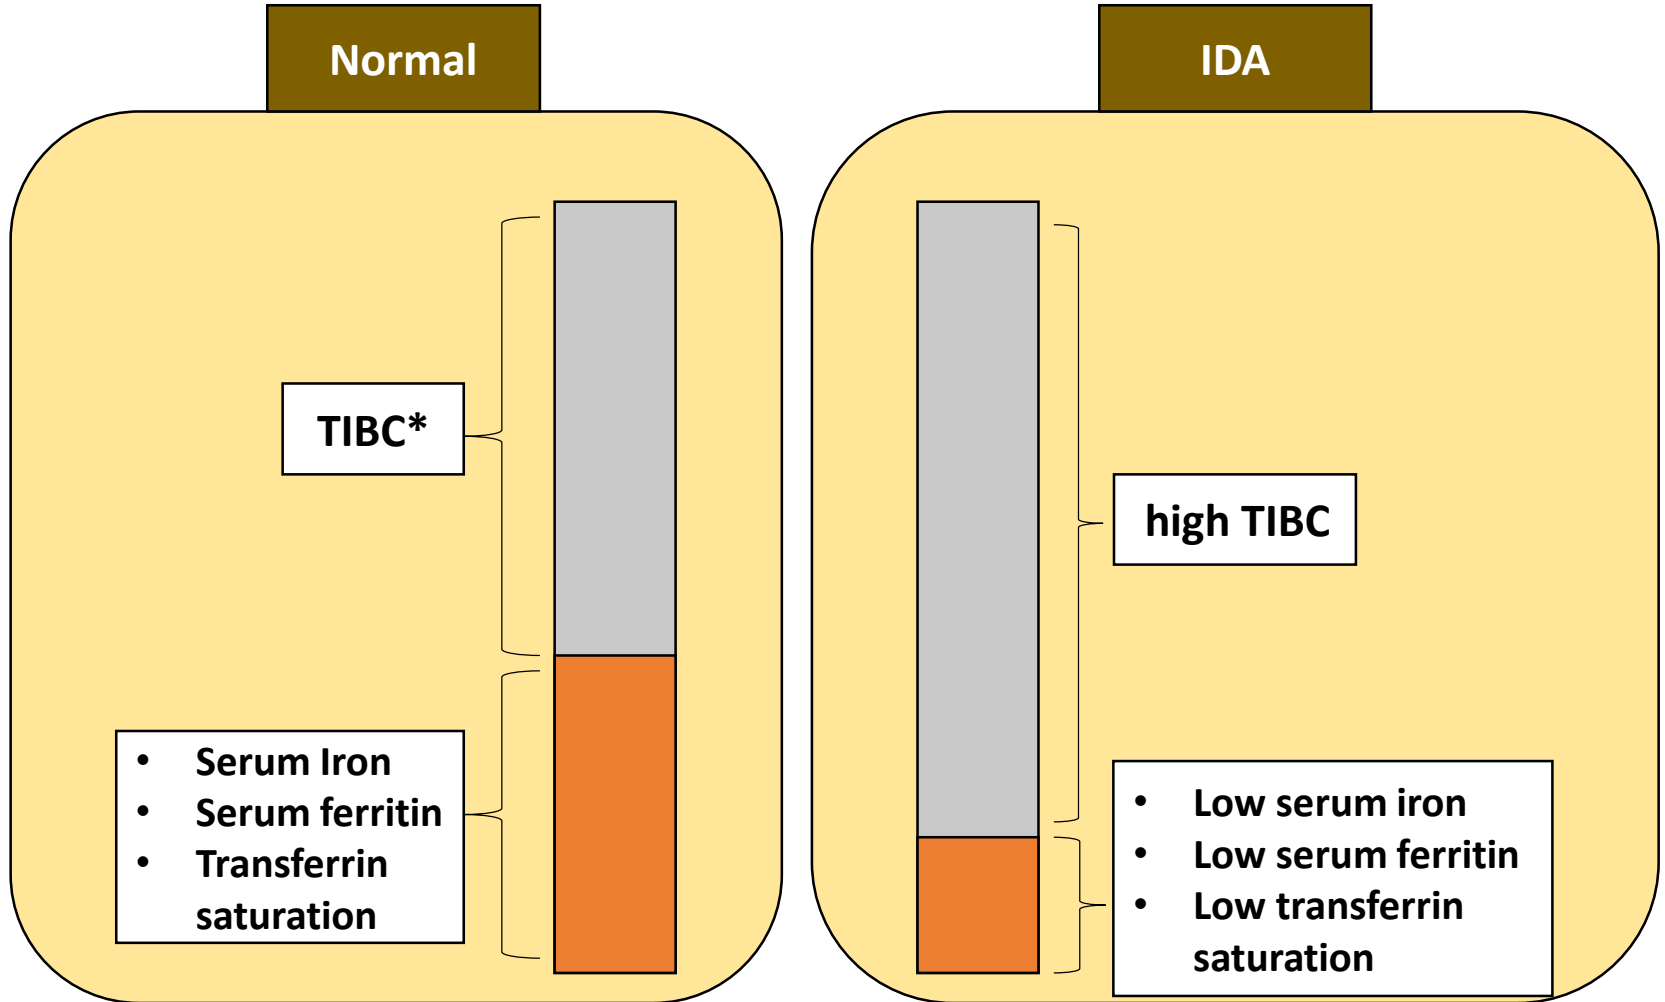 Normal
TIBC*
• Serum Iron
• Serum ferritin
• Transferrin
saturation
IDA
high TIBC
• Low serum iron
• Low serum ferritin
• Low transferrin
saturation